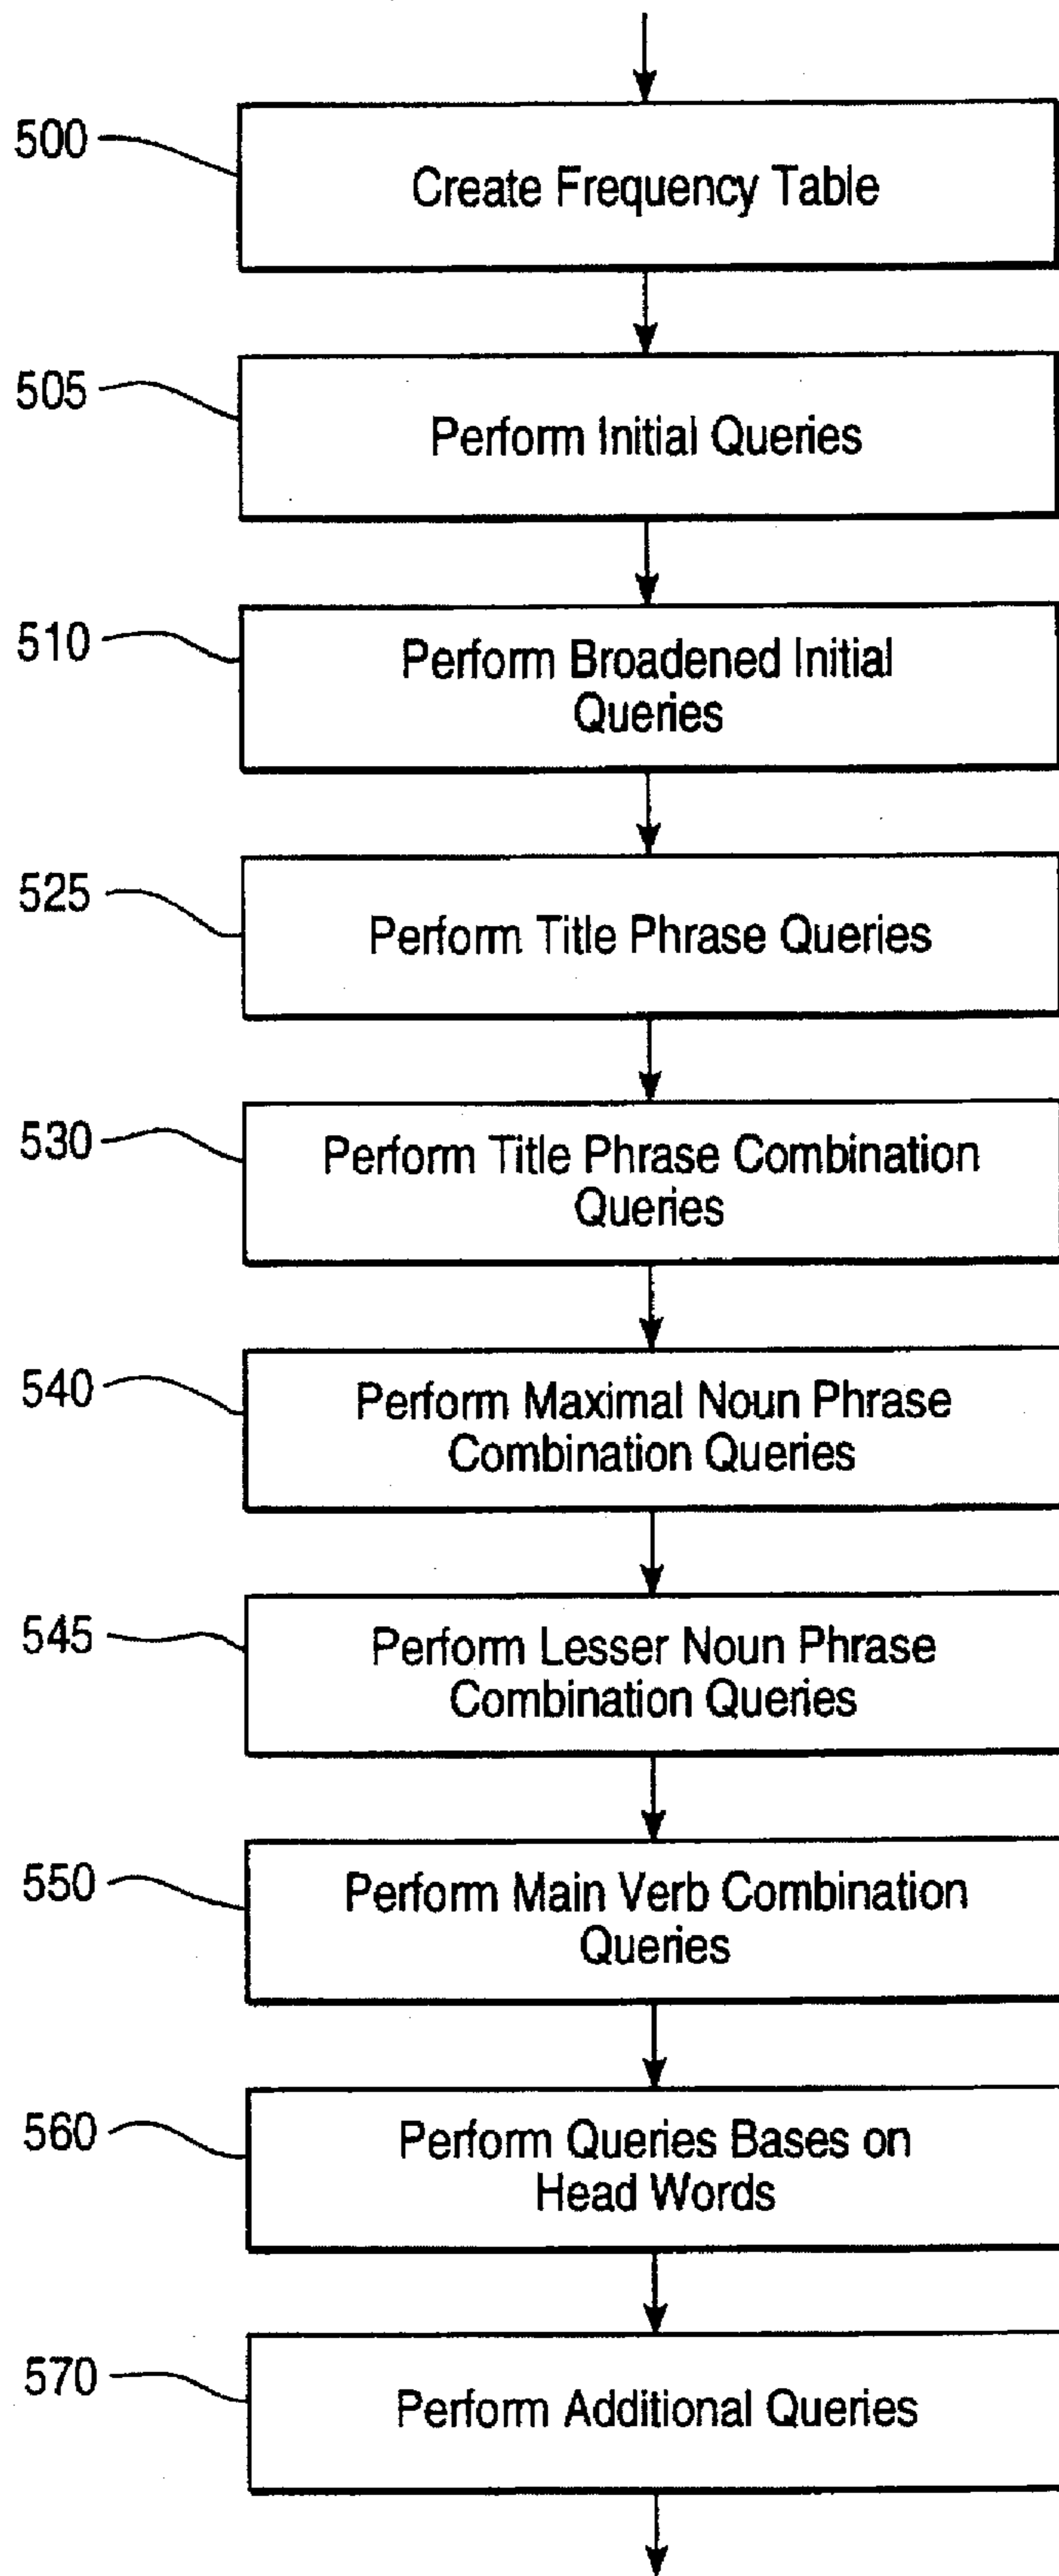 500
Create Frequency Table
505
Perform Initial Queries
510
Perform Broadened Initial
Queries
525
Perform Title Phrase Queries
530
Perform Title Phrase Combination
Queries
540
Perform Maximal Noun Phrase
Combination Queries
545
Perform Lesser Noun Phrase
Combination Queries
550
Perform Main Verb Combination
Queries
560
Perform Queries Bases on
Head Words
570
Perform Additional Queries